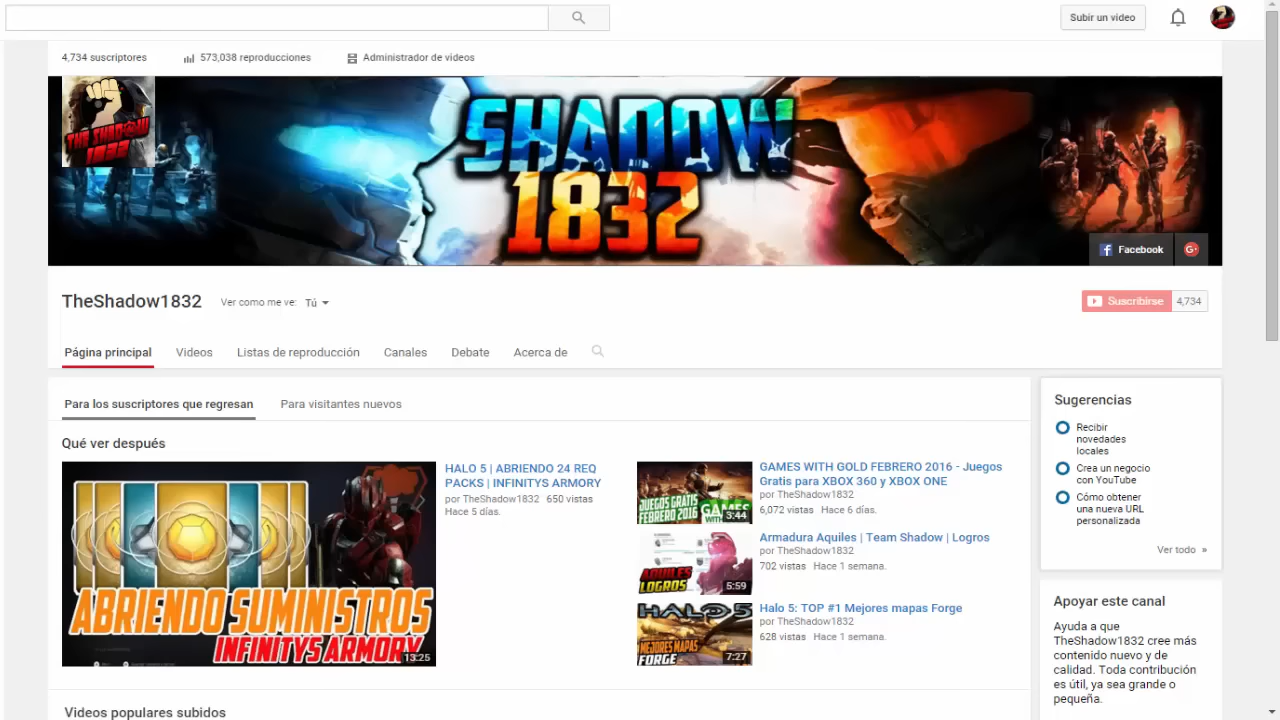 Subir un video
4,734 suscriptores
573,038 reproducciones
Administrador de videos
THE SHADOW
1832
SHADOW
1832
Facebook
G+
TheShadow1832
Ver como me ve:
Tú
Suscribirse
4,734
Página principal
Videos
Listas de reproducción
Canales
Debate
Acerca de
Para los suscriptores que regresan
Para visitantes nuevos
Qué ver después
ABRIENDO SUMINISTROS
INFINITYS ARMORY
13:25
HALO 5 | ABRIENDO 24 REQ
PACKS | INFINITYS ARMORY
por TheShadow1832 650 vistas
Hace 5 días.
JUEGOS GRATIS
FEBRERO 2016
GAMES
WITH
3:44
GAMES WITH GOLD FEBRERO 2016 - Juegos
Gratis para XBOX 360 y XBOX ONE
por TheShadow1832
6,072 vistas Hace 6 días.
AQUILES
LOGROS
5:59
Armadura Aquiles | Team Shadow | Logros
por TheShadow1832
702 vistas Hace 1 semana.
HALO 5
MEJORES MAPAS
FORGE
7:27
Halo 5: TOP #1 Mejores mapas Forge
por TheShadow1832
628 vistas Hace 1 semana.
Videos populares subidos
Sugerencias
Recibir
novedades
locales
Crea un negocio
con YouTube
Cómo obtener
una nueva URL
personalizada
Ver todo »
Apoyar este canal
Ayuda a que
TheShadow1832 cree más
contenido nuevo y de
calidad. Toda contribución
es útil, ya sea grande o
pequeña.